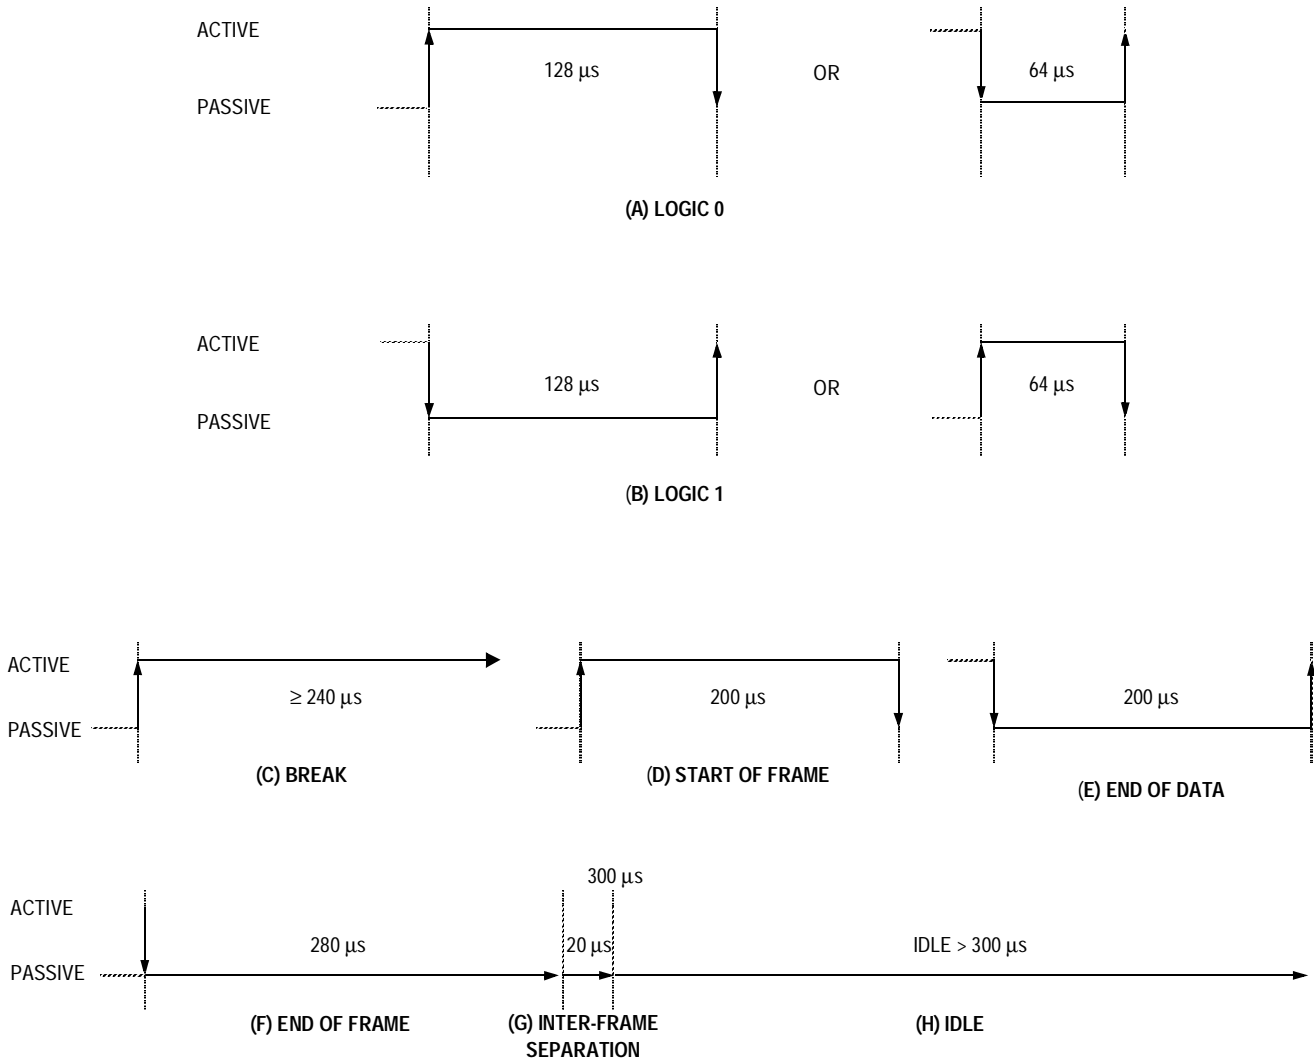 ACTIVE
128 µs
OR
64 µs
PASSIVE
(A) LOGIC 0
ACTIVE
128 µs
OR
64 µs
PASSIVE
(B) LOGIC 1
ACTIVE
≥ 240 µs
200 µs
200 µs
PASSIVE
(C) BREAK
(D) START OF FRAME
(E) END OF DATA
300 µs
ACTIVE
280 µs
20 µs
IDLE > 300 µs
PASSIVE
(F) END OF FRAME
(G) INTER-FRAME
SEPARATION
(H) IDLE